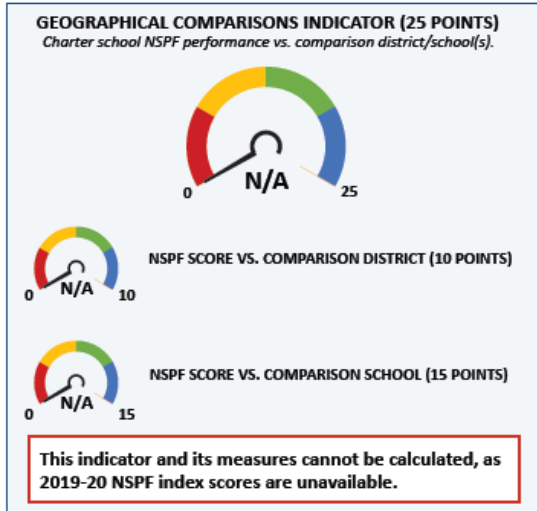 GEOGRAPHICAL COMPARISONS INDICATOR (25 POINTS)
Charter school NSPF performance vs. comparison district/school(s).
N/A
0
25
NSPF SCORE VS. COMPARISON DISTRICT (10 POINTS)
N/A
0
10
NSPF SCORE VS. COMPARISON SCHOOL (15 POINTS)
N/A
0
15
This indicator and its measures cannot be calculated, as
2019-20 NSPF index scores are unavailable.